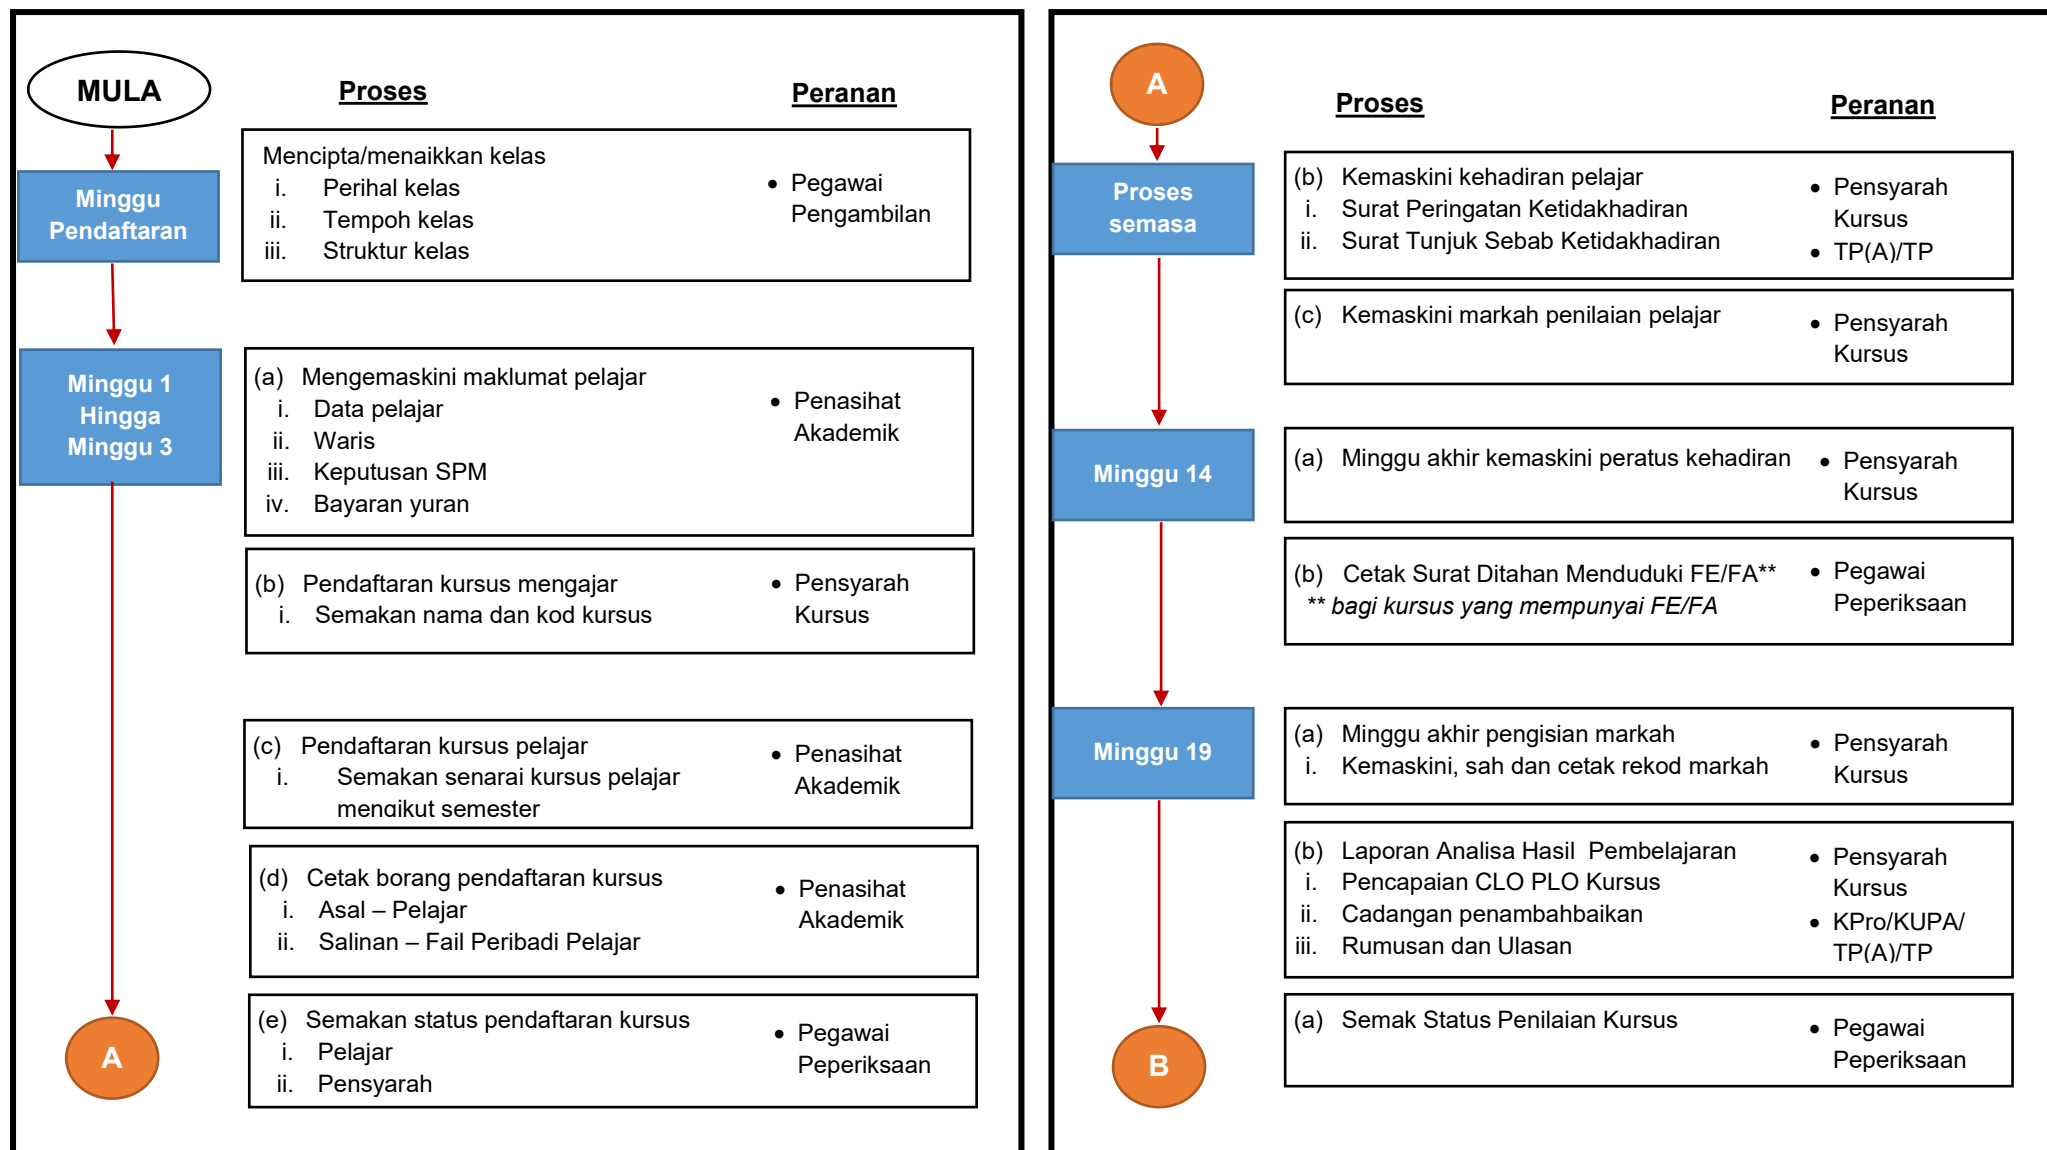 MULA
Proses
Peranan
Minggu
Pendaftaran
Mencipta/menaikkan kelas
i. Perihal kelas
ii. Tempoh kelas
iii. Struktur kelas
• Pegawai
Pengambilan
Minggu 1
Hingga
Minggu 3
(a) Mengemaskini maklumat pelajar
i. Data pelajar
ii. Waris
iii. Keputusan SPM
iv. Bayaran yuran
• Penasihat
Akademik
(b) Pendaftaran kursus mengajar
i. Semakan nama dan kod kursus
• Pensyarah
Kursus
(c) Pendaftaran kursus pelajar
i. Semakan senarai kursus pelajar
mengikut semester
• Penasihat
Akademik
(d) Cetak borang pendaftaran kursus
i. Asal – Pelajar
ii. Salinan – Fail Peribadi Pelajar
• Penasihat
Akademik
(e) Semakan status pendaftaran kursus
i. Pelajar
ii. Pensyarah
• Pegawai
Peperiksaan
A
A
Proses
Peranan
Proses
semasa
(b) Kemaskini kehadiran pelajar
i. Surat Peringatan Ketidakhadiran
ii. Surat Tunjuk Sebab Ketidakhadiran
• Pensyarah
Kursus
• TP(A)/TP
(c) Kemaskini markah penilaian pelajar
• Pensyarah
Kursus
Minggu 14
(a) Minggu akhir kemaskini peratus kehadiran
• Pensyarah
Kursus
(b) Cetak Surat Ditahan Menduduki FE/FA**
** bagi kursus yang mempunyai FE/FA
• Pegawai
Peperiksaan
Minggu 19
(a) Minggu akhir pengisian markah
i. Kemaskini, sah dan cetak rekod markah
• Pensyarah
Kursus
(b) Laporan Analisa Hasil Pembelajaran
i. Pencapaian CLO PLO Kursus
ii. Cadangan penambahbaikan
iii. Rumusan dan Ulasan
• Pensyarah
Kursus
• KPro/KUPA/
TP(A)/TP
(a) Semak Status Penilaian Kursus
• Pegawai
Peperiksaan
B